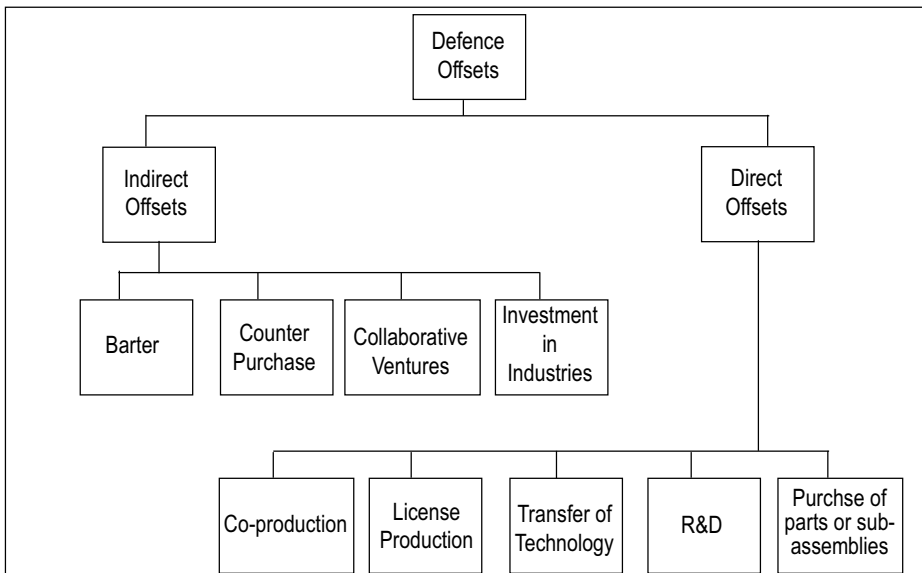 Defence
Offsets
Indirect
Offsets
Direct
Offsets
Barter
Counter
Purchase
Collaborative
Ventures
Investment
in
Industries
Co-production
License
Production
Transfer of
Technology
R&D
Purchse of
parts or sub-
assemblies